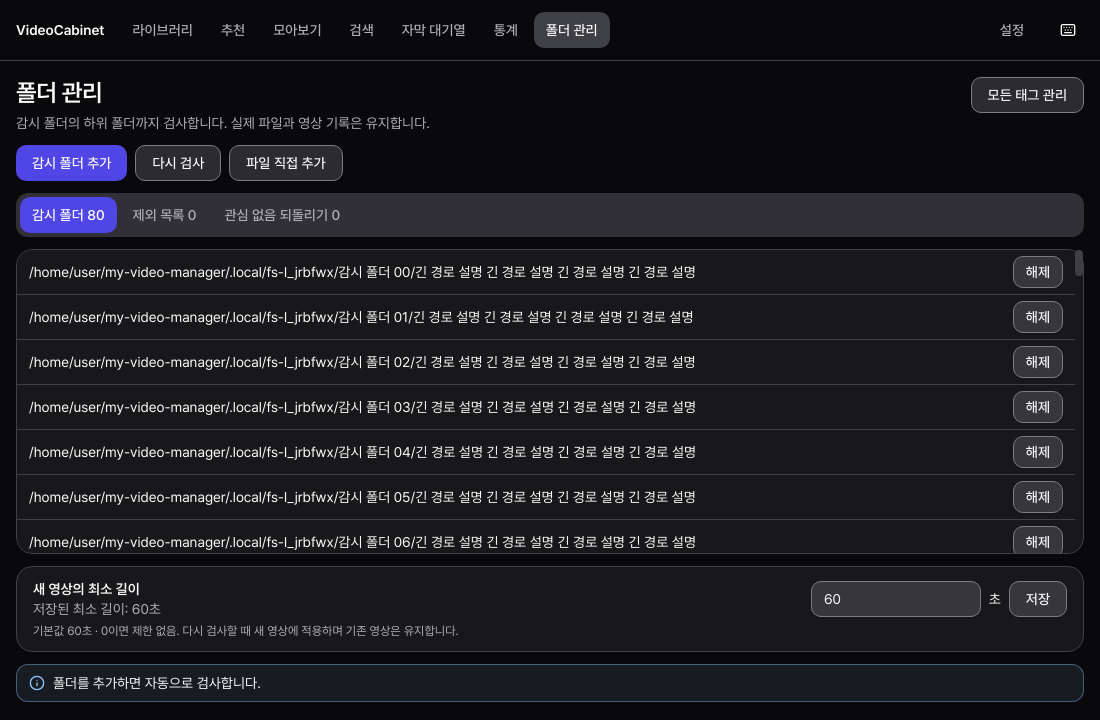 VideoCabinet 라이브러리 추천 모아보기 검색 자막 대기열 통계 폴더 관리 설정
폴더 관리
모든 태그 관리
감시 폴더의 하위 폴더까지 검사합니다. 실제 파일과 영상 기록은 유지합니다.
감시 폴더 추가 다시 검사 파일 직접 추가
감시 폴더 80 제외 목록 0 관심 없음 되돌리기 0
/home/user/my-video-manager/.local/fs-l_jrbfwx/감시 폴더 00/긴 경로 설명 긴 경로 설명 긴 경로 설명 긴 경로 설명 해제
/home/user/my-video-manager/.local/fs-l_jrbfwx/감시 폴더 01/긴 경로 설명 긴 경로 설명 긴 경로 설명 긴 경로 설명 해제
/home/user/my-video-manager/.local/fs-l_jrbfwx/감시 폴더 02/긴 경로 설명 긴 경로 설명 긴 경로 설명 긴 경로 설명 해제
/home/user/my-video-manager/.local/fs-l_jrbfwx/감시 폴더 03/긴 경로 설명 긴 경로 설명 긴 경로 설명 긴 경로 설명 해제
/home/user/my-video-manager/.local/fs-l_jrbfwx/감시 폴더 04/긴 경로 설명 긴 경로 설명 긴 경로 설명 긴 경로 설명 해제
/home/user/my-video-manager/.local/fs-l_jrbfwx/감시 폴더 05/긴 경로 설명 긴 경로 설명 긴 경로 설명 긴 경로 설명 해제
/home/user/my-video-manager/.local/fs-l_jrbfwx/감시 폴더 06/긴 경로 설명 긴 경로 설명 긴 경로 설명 긴 경로 설명 해제
새 영상의 최소 길이
저장된 최소 길이: 60초
60 초 저장
기본값 60초 · 0이면 제한 없음. 다시 검사할 때 새 영상에 적용하며 기존 영상은 유지합니다.
폴더를 추가하면 자동으로 검사합니다.